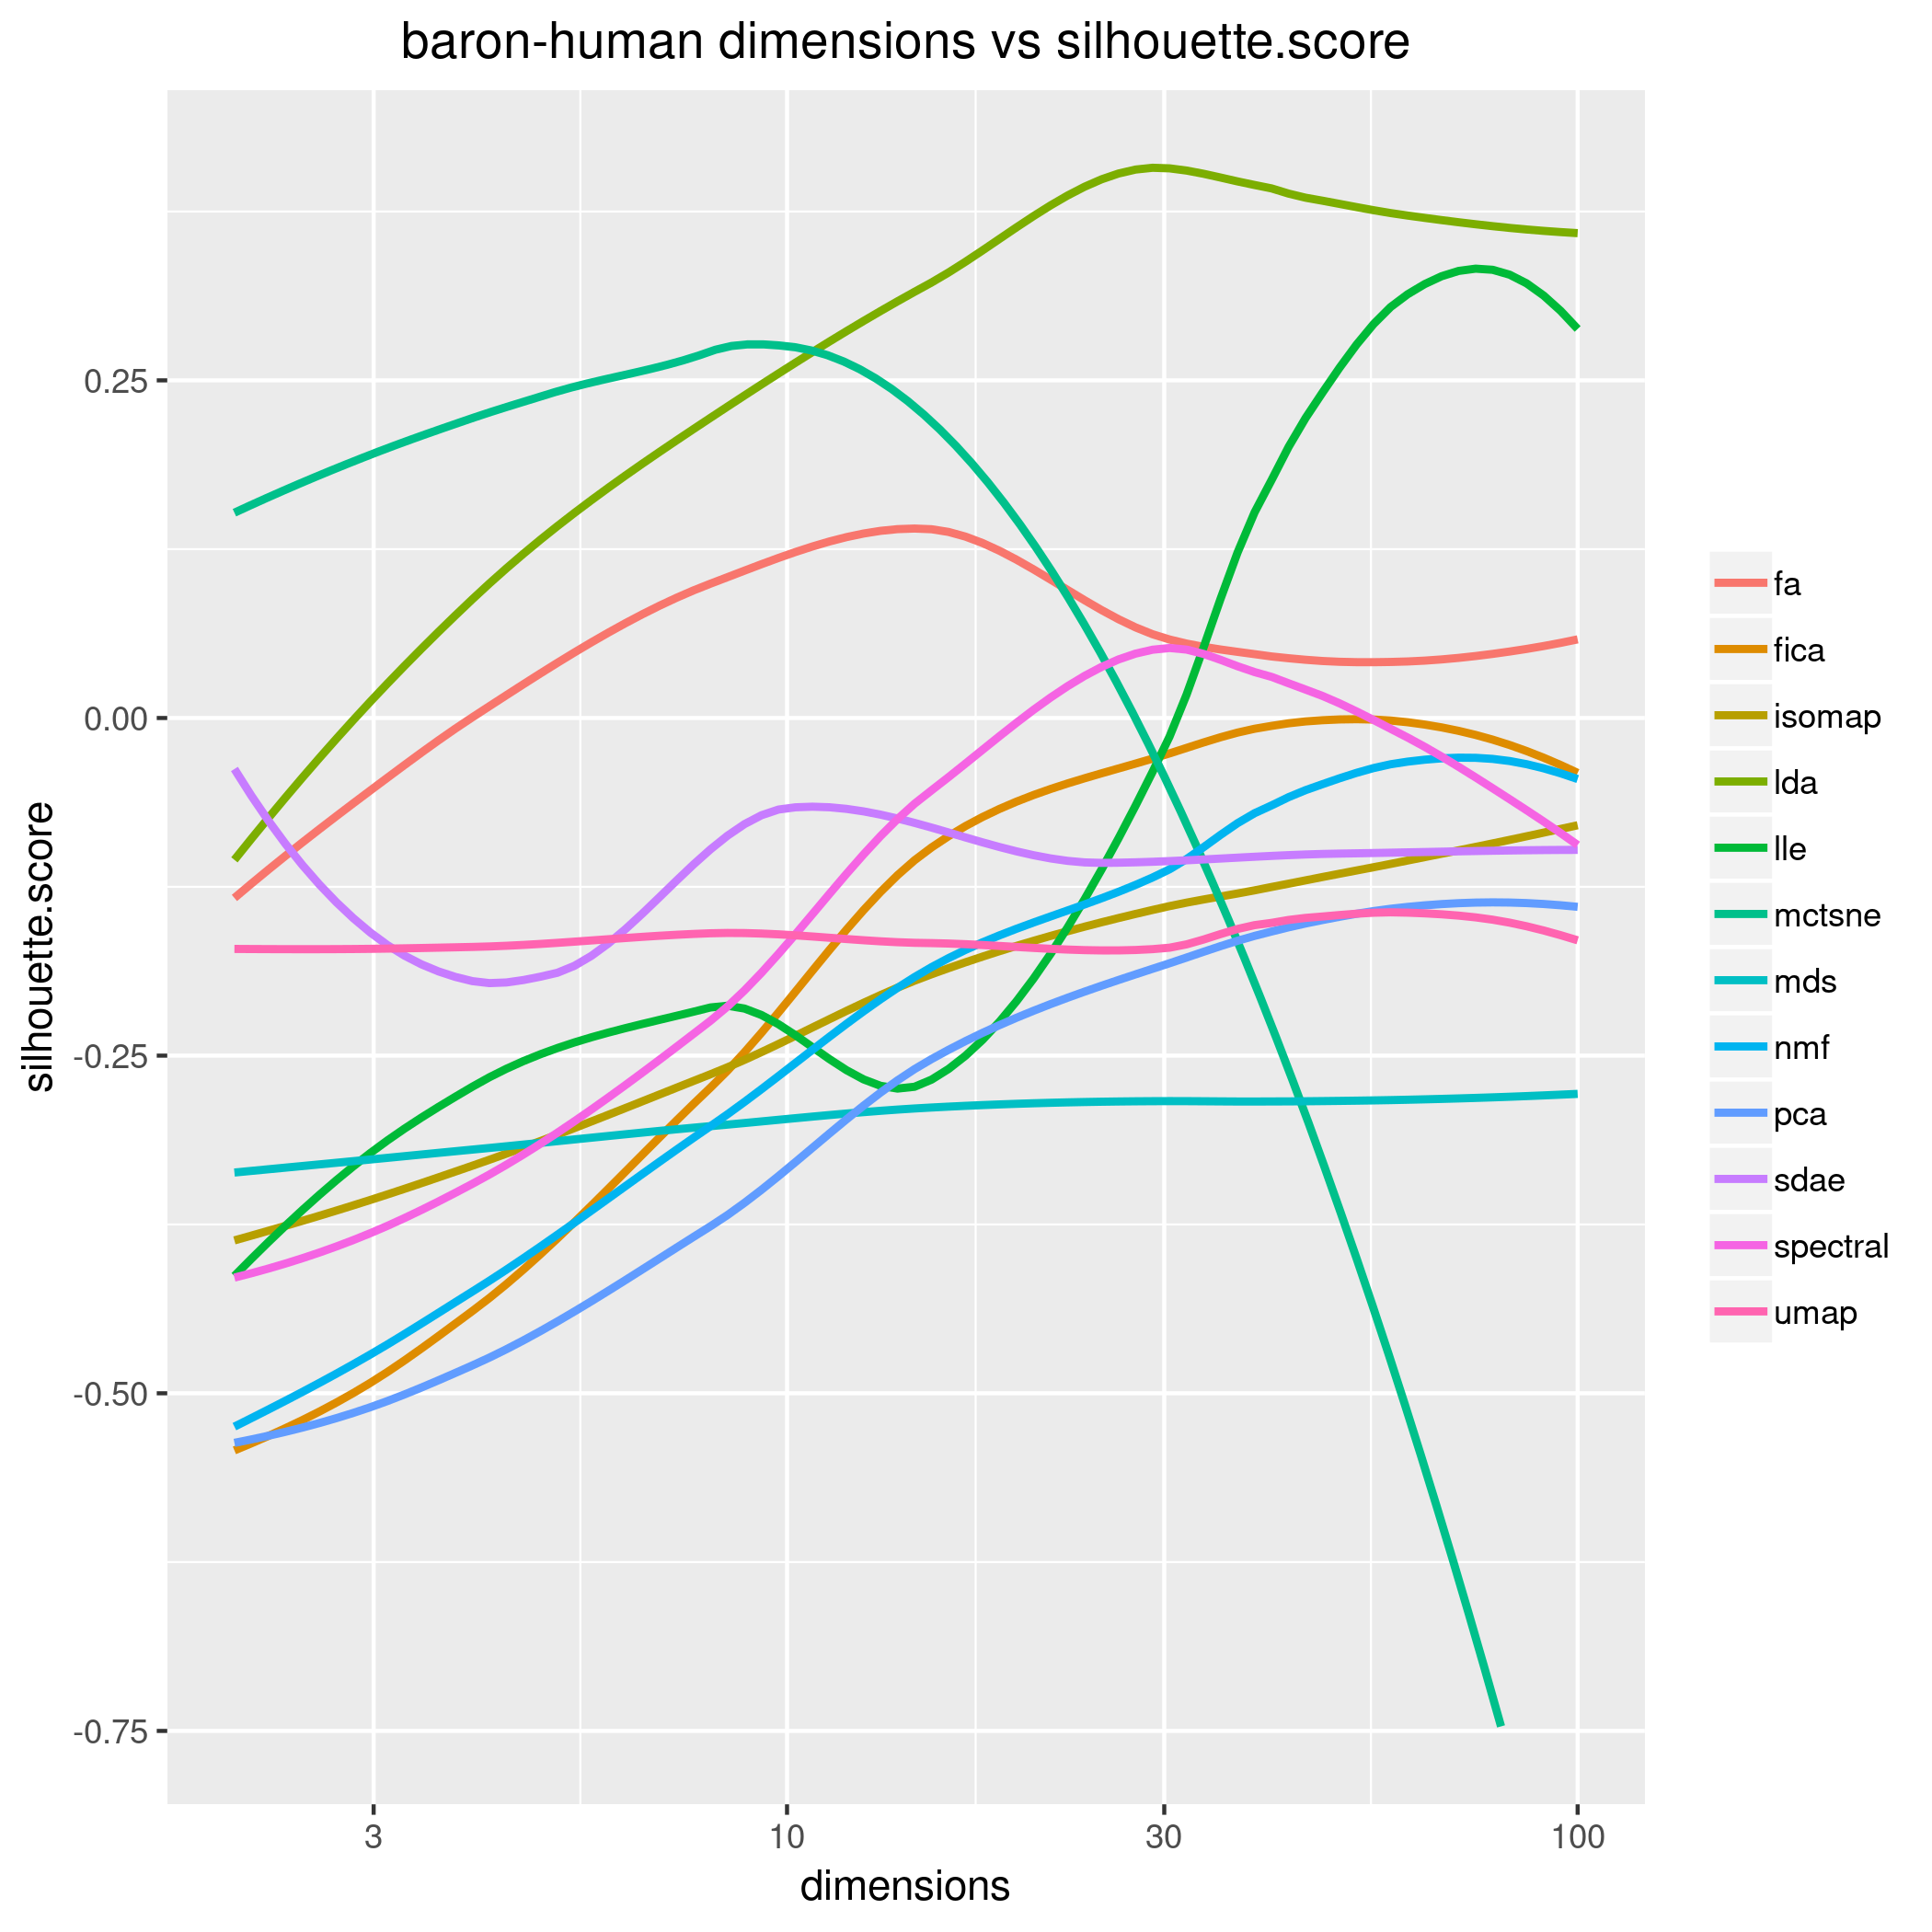 baron-human dimensions vs silhouette.score
silhouette.score
0.25
0.00
-0.25
-0.50
-0.75
3
10
30
100
dimensions
fa
fica
isomap
lda
lle
mctsne
mds
nmf
pca
sdae
spectral
umap